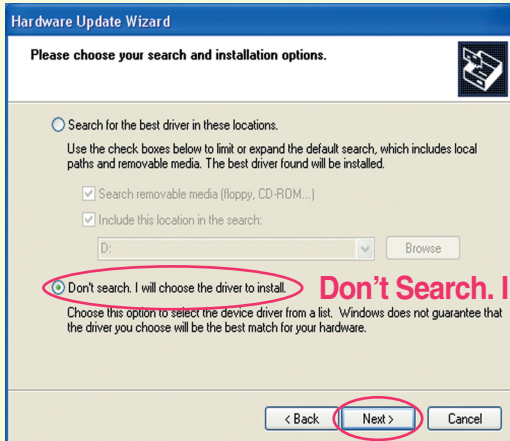 Hardware Update Wizard
Please choose your search and installation options.
Search for the best driver in these locations.
Use the check boxes below to limit or expand the default search, which includes local
paths and removable media. The best driver found will be installed.
Search removable media (floppy, CD-ROM...)
Include this location in the search:
D:
Browse
Don't search. I will choose the driver to install.
Don't Search. I
Choose this option to select the device driver from a list. Windows does not guarantee that
the driver you choose will be the best match for your hardware.
< Back
Next >
Cancel